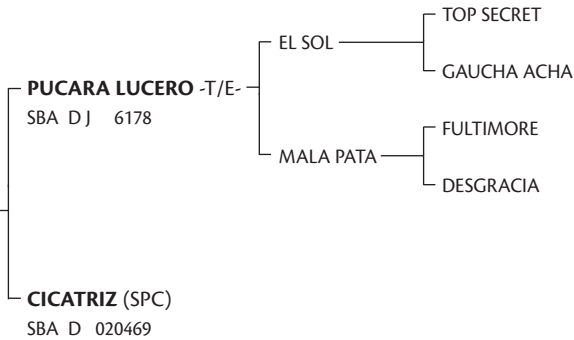 TOP SECRET
EL SOL
GAUCHA ACHA
PUCARA LUCERO -T/E-
SBA D J 6178
FULTIMORE
MALA PATA
DESGRACIA
CICATRIZ (SPC)
SBA D 020469